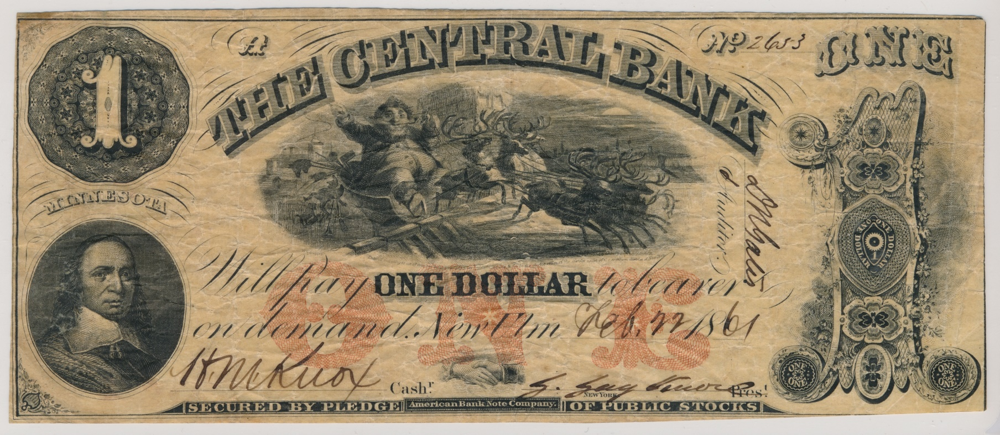 A
THE CENTRAL BANK
No. 2653
ONE
1
MINNESOTA
Auditor.
Will pay ONE DOLLAR to bearer
on demand. New Ulm Feb. 22 1861
ONE
H. M. Knox Cash.r
G. Guy Pres.t
NEW YORK.
ONE DOLLAR
ONE DOLLAR
1
ONE
ONE
ONE
ONE
SECURED BY PLEDGE American Bank Note Company. OF PUBLIC STOCKS